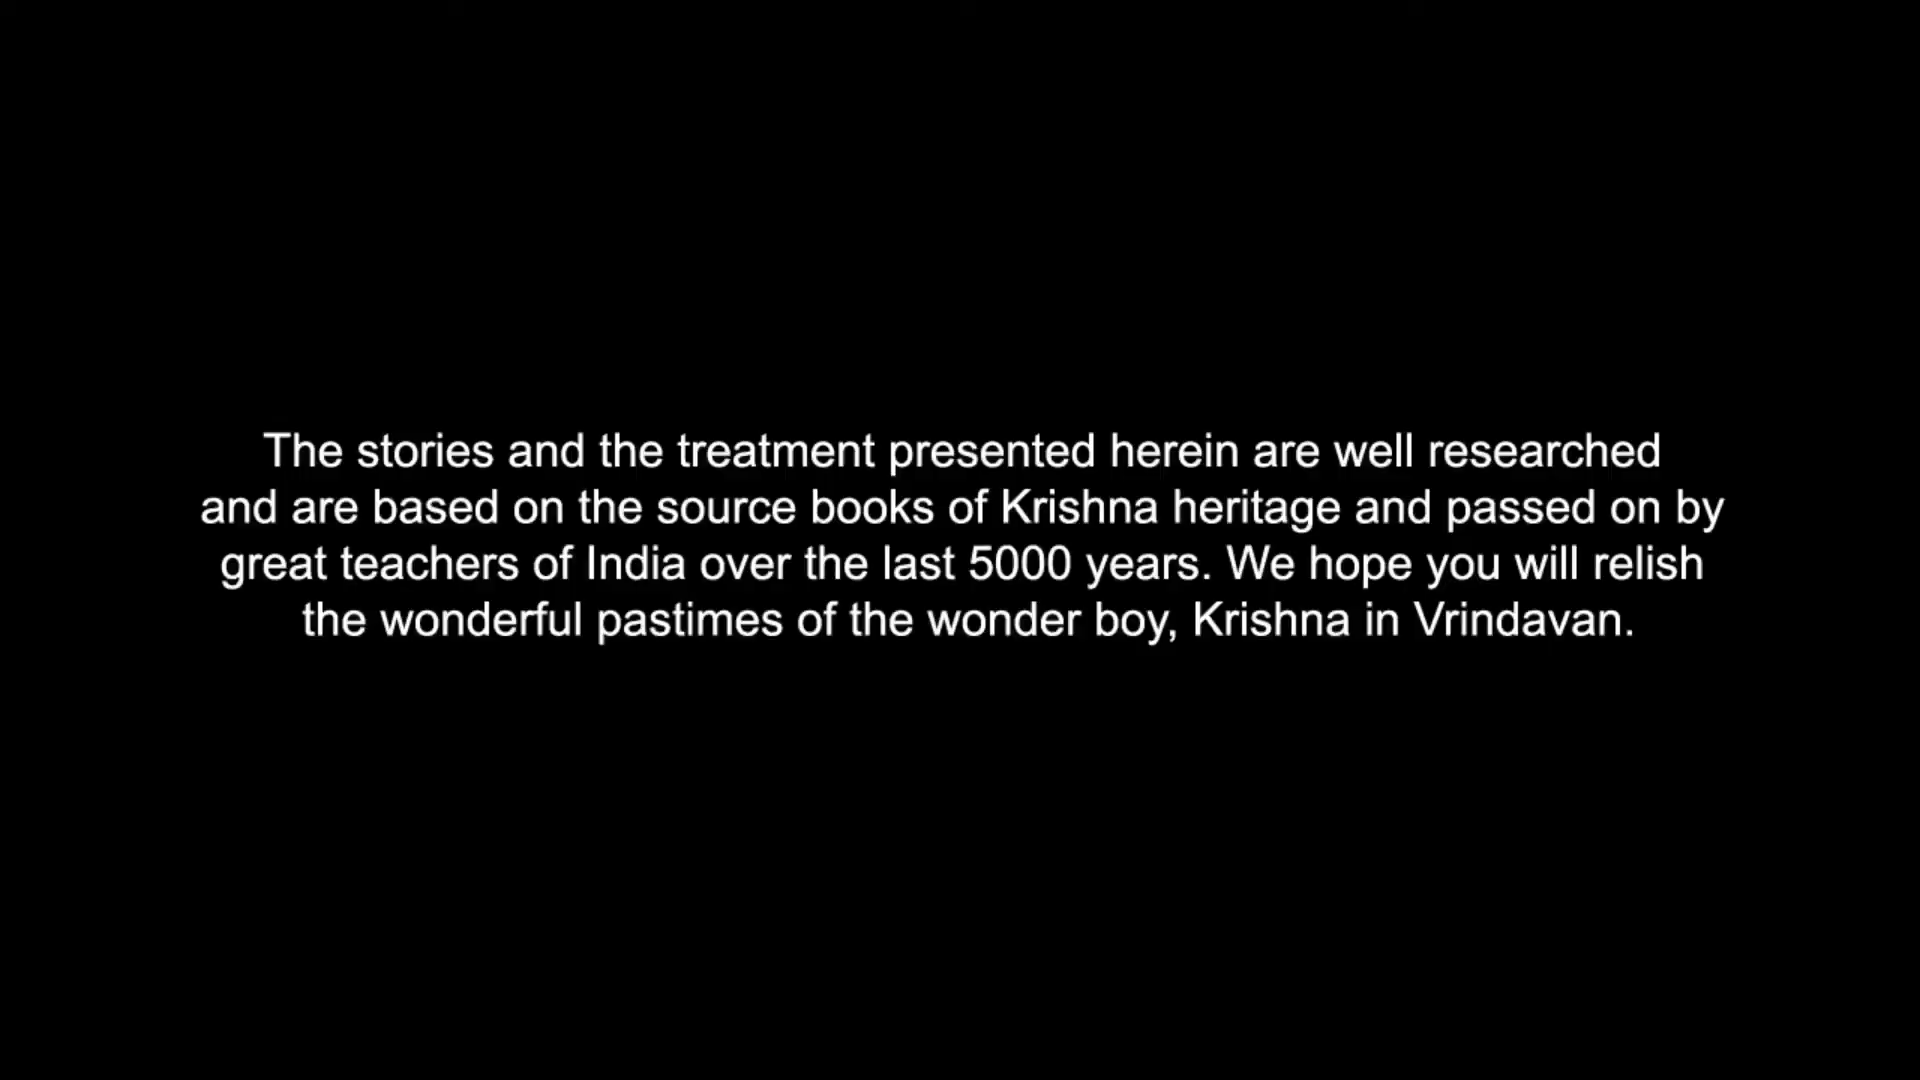 The stories and the treatment presented herein are well researched
and are based on the source books of Krishna heritage and passed on by
great teachers of India over the last 5000 years. We hope you will relish
the wonderful pastimes of the wonder boy, Krishna in Vrindavan.